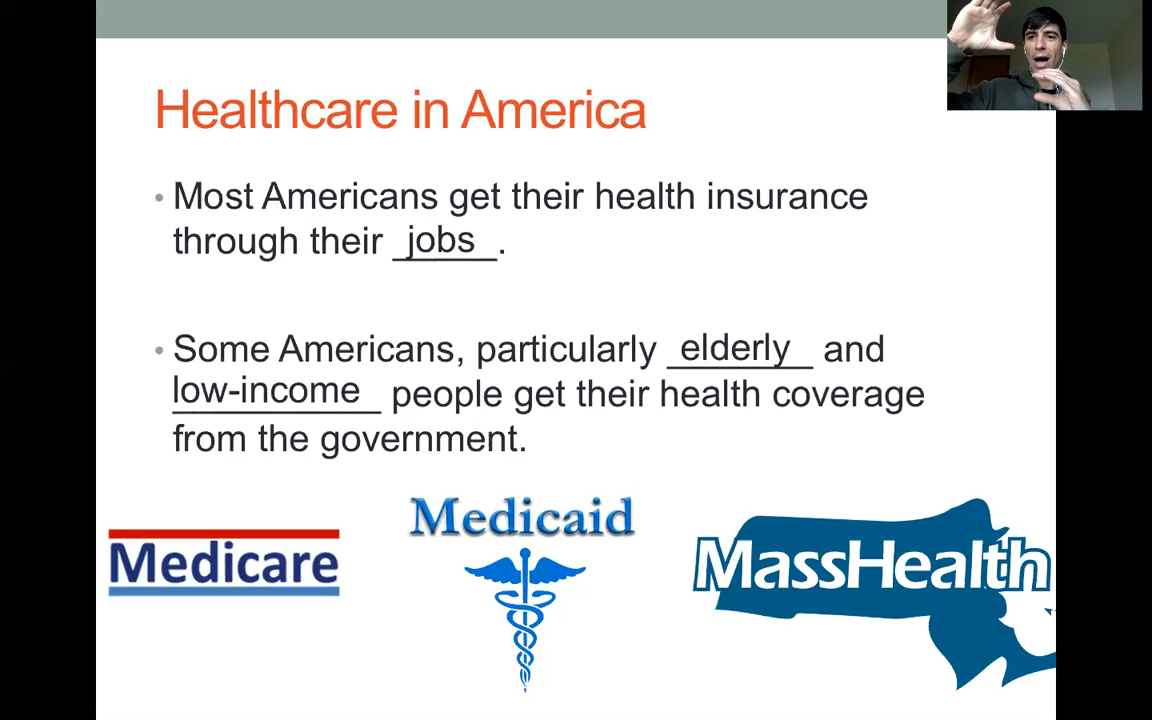 Healthcare in America
• Most Americans get their health insurance
through their jobs.
• Some Americans, particularly elderly and
low-income people get their health coverage
from the government.
Medicare
Medicaid
MassHealth